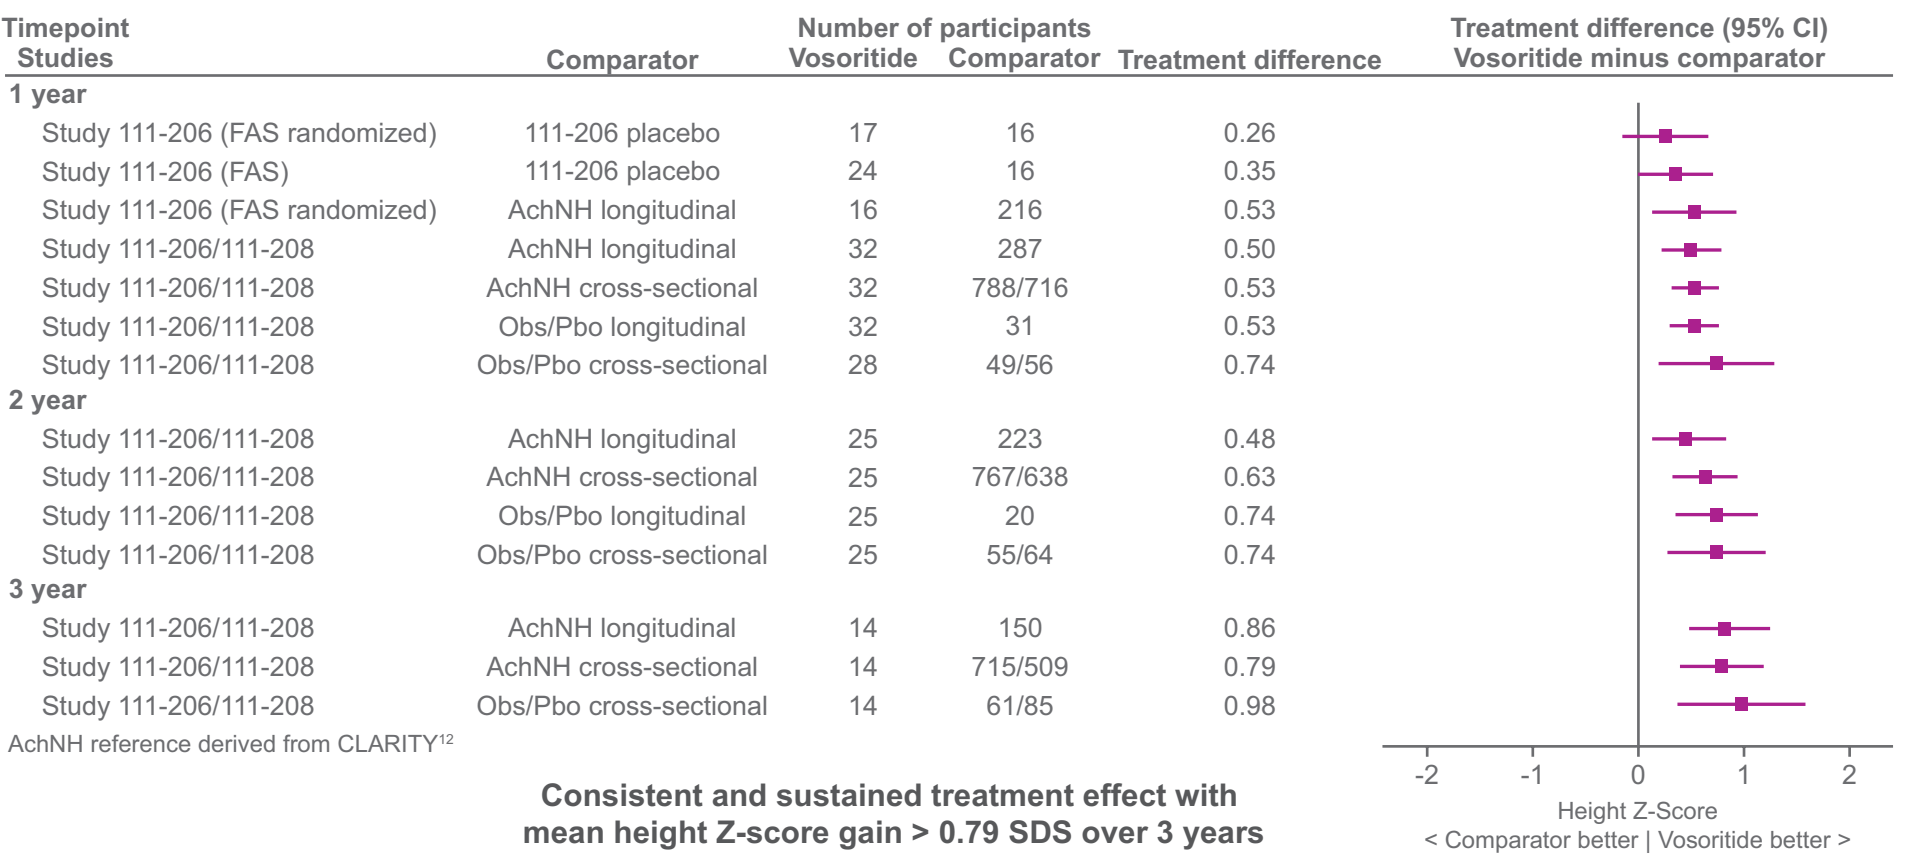 Timepoint Number of participants Treatment difference (95% CI)
Studies Comparator Vosoritide Comparator Treatment difference Vosoritide minus comparator
1 year
Study 111-206 (FAS randomized) 111-206 placebo 17 16 0.26
Study 111-206 (FAS) 111-206 placebo 24 16 0.35
Study 111-206 (FAS randomized) AchNH longitudinal 16 216 0.53
Study 111-206/111-208 AchNH longitudinal 32 287 0.50
Study 111-206/111-208 AchNH cross-sectional 32 788/716 0.53
Study 111-206/111-208 Obs/Pbo longitudinal 32 31 0.53
Study 111-206/111-208 Obs/Pbo cross-sectional 28 49/56 0.74
2 year
Study 111-206/111-208 AchNH longitudinal 25 223 0.48
Study 111-206/111-208 AchNH cross-sectional 25 767/638 0.63
Study 111-206/111-208 Obs/Pbo longitudinal 25 20 0.74
Study 111-206/111-208 Obs/Pbo cross-sectional 25 55/64 0.74
3 year
Study 111-206/111-208 AchNH longitudinal 14 150 0.86
Study 111-206/111-208 AchNH cross-sectional 14 715/509 0.79
Study 111-206/111-208 Obs/Pbo cross-sectional 14 61/85 0.98
AchNH reference derived from CLARITY¹²
-2 -1 0 1 2
Height Z-Score
< Comparator better | Vosoritide better >
Consistent and sustained treatment effect with
mean height Z-score gain > 0.79 SDS over 3 years